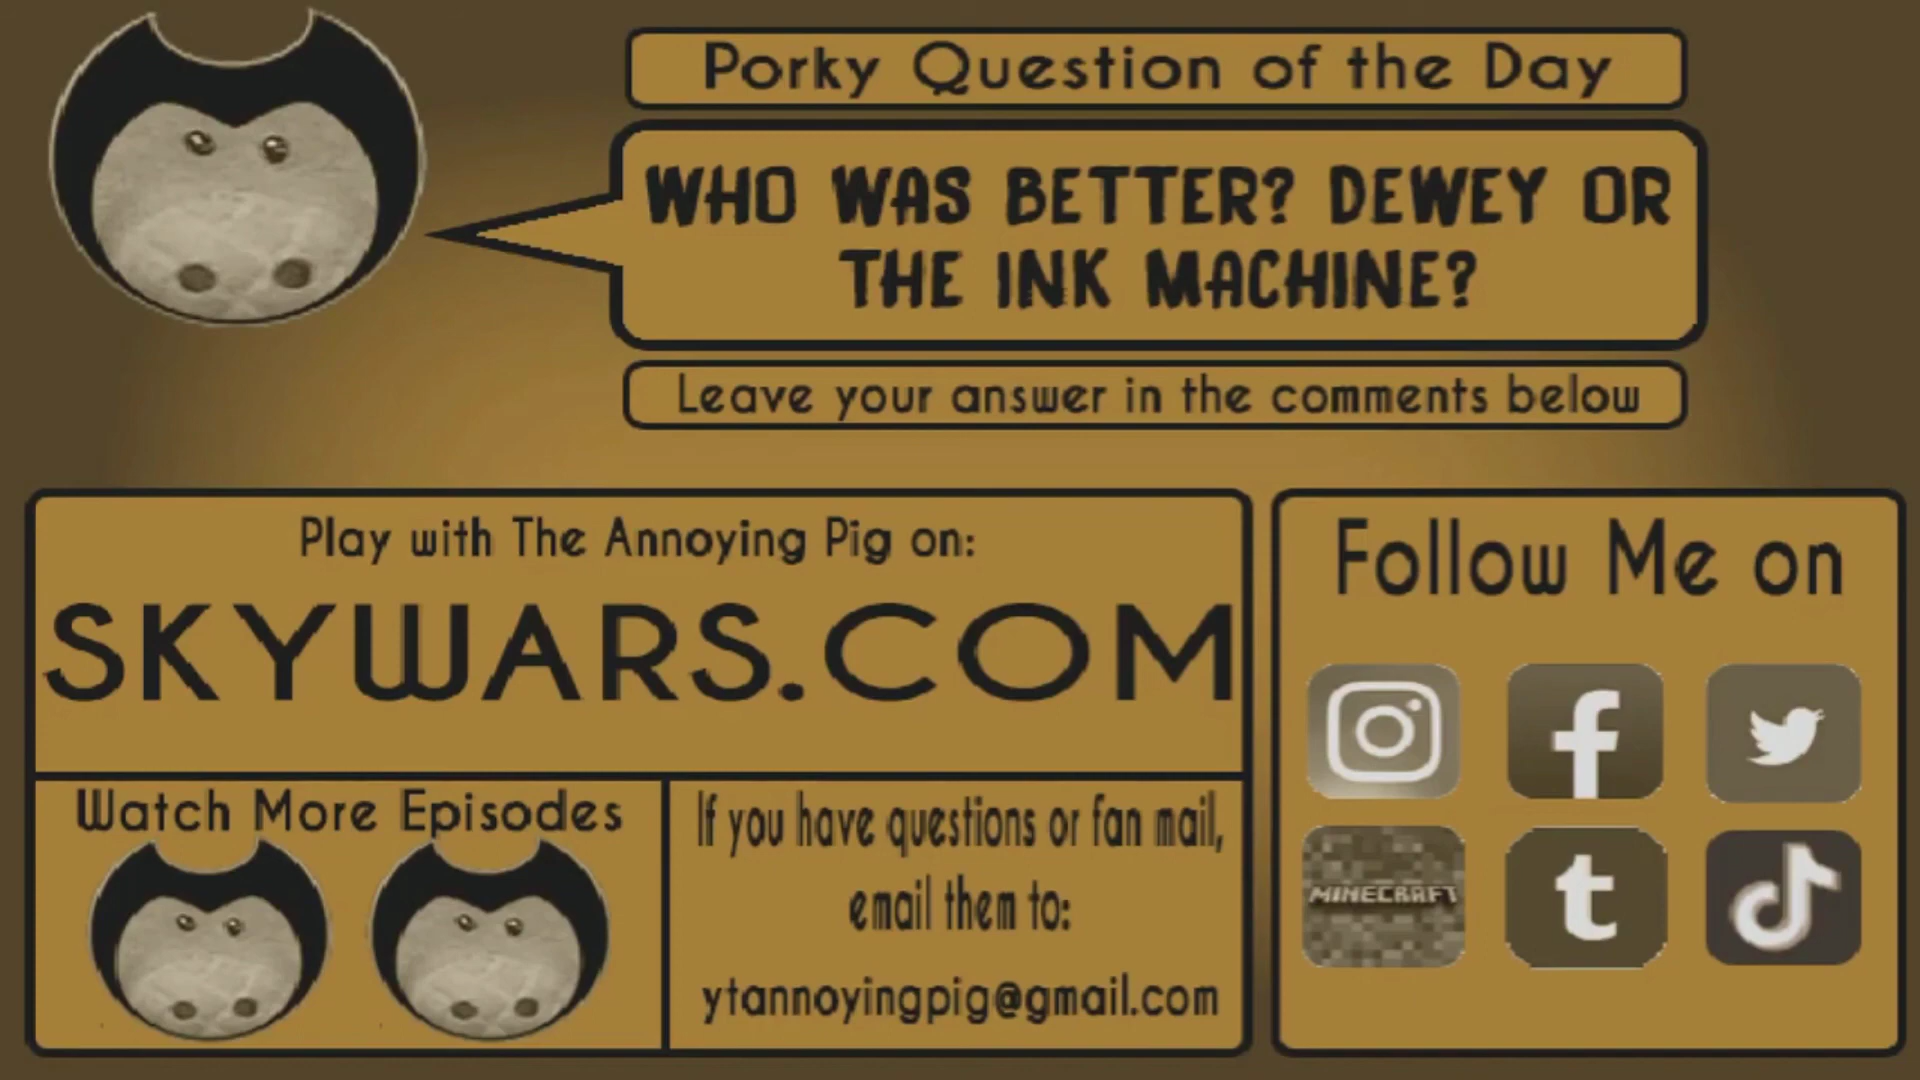 Porky Question of the Day
WHO WAS BETTER? DEWEY OR
THE INK MACHINE?
Leave your answer in the comments below
Play with The Annoying Pig on:
SKYWARS.COM
Watch More Episodes
If you have questions or fan mail,
email them to:
ytannoyingpig@gmail.com
Follow Me on
MINECRAFT